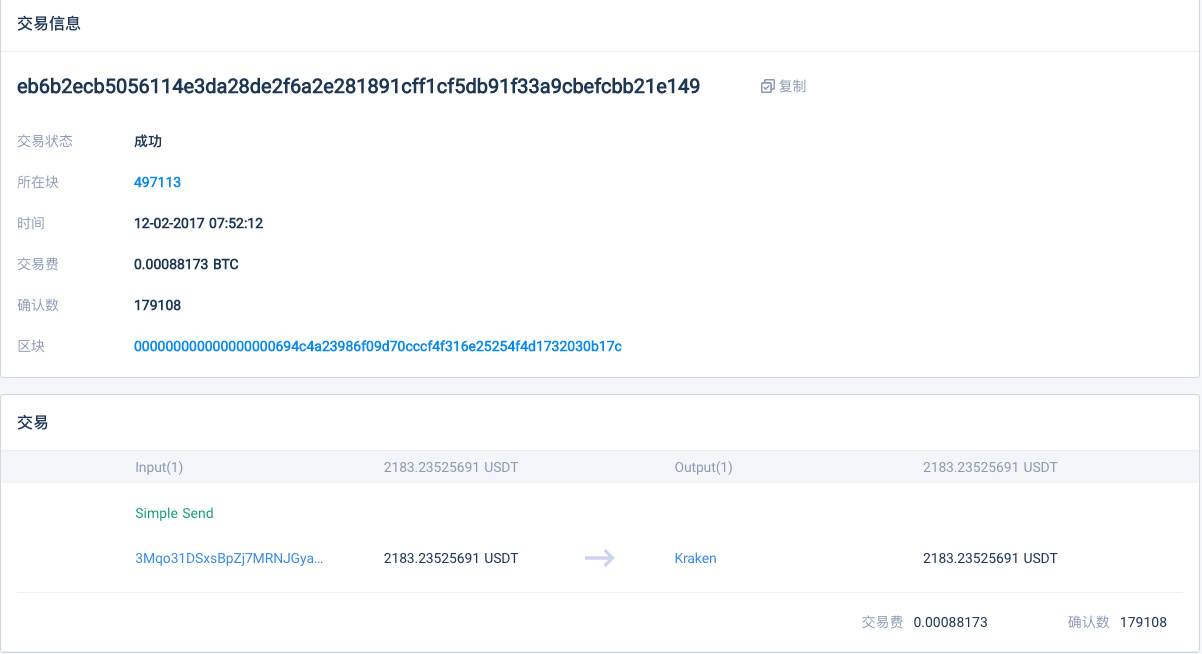 交易信息
eb6b2ecb5056114e3da28de2f6a2e281891cff1cf5db91f33a9cbefcbb21e149 复制
交易状态 成功
所在块 497113
时间 12-02-2017 07:52:12
交易费 0.00088173 BTC
确认数 179108
区块 000000000000000000694c4a23986f09d70cccf4f316e25254f4d1732030b17c
交易
Input(1) 2183.23525691 USDT Output(1) 2183.23525691 USDT
Simple Send
3Mqo31DSxsBpZj7MRNJGya... 2183.23525691 USDT Kraken 2183.23525691 USDT
交易费 0.00088173 确认数 179108